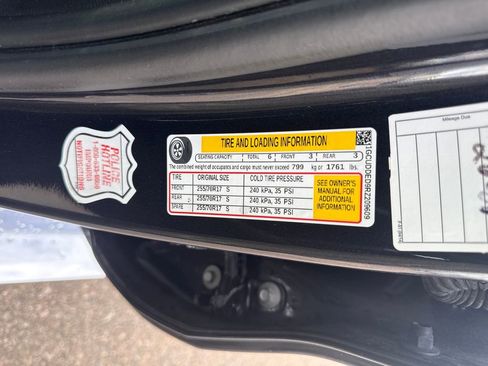 TIRE AND LOADING INFORMATION
SEATING CAPACITY TOTAL 6 FRONT 3 REAR 3
The combined weight of occupants and cargo must never exceed 799 kg or 1761 lbs.
TIRE ORIGINAL SIZE COLD TIRE PRESSURE
FRONT 255/70R17 S 240 kPa, 35 PSI
REAR 255/70R17 S 240 kPa, 35 PSI
SPARE 255/70R17 S 240 kPa, 35 PSI
SEE OWNER'S
MANUAL FOR
ADDITIONAL
INFORMATION
POLICE
HOTLINE
Mileage Due